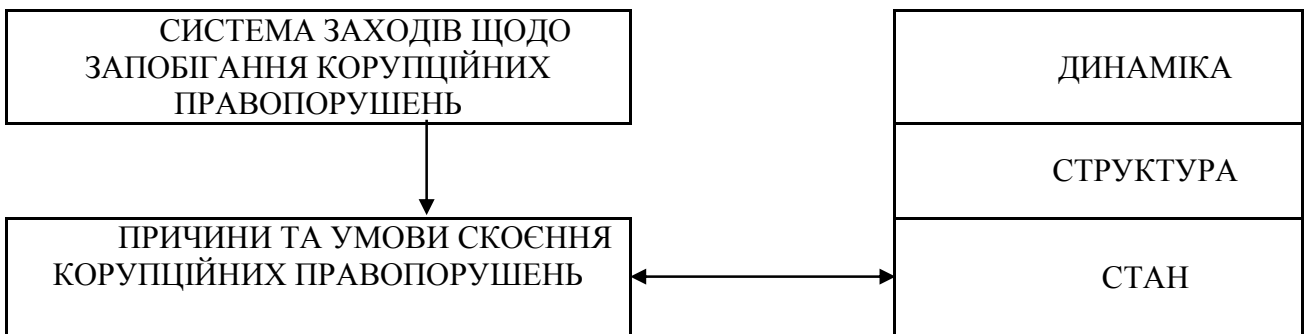 СИСТЕМА ЗАХОДІВ ЩОДО
ЗАПОБІГАННЯ КОРУПЦІЙНИХ
ПРАВОПОРУШЕНЬ
ДИНАМІКА
СТРУКТУРА
ПРИЧИНИ ТА УМОВИ СКОЄННЯ
КОРУПЦІЙНИХ ПРАВОПОРУШЕНЬ
СТАН